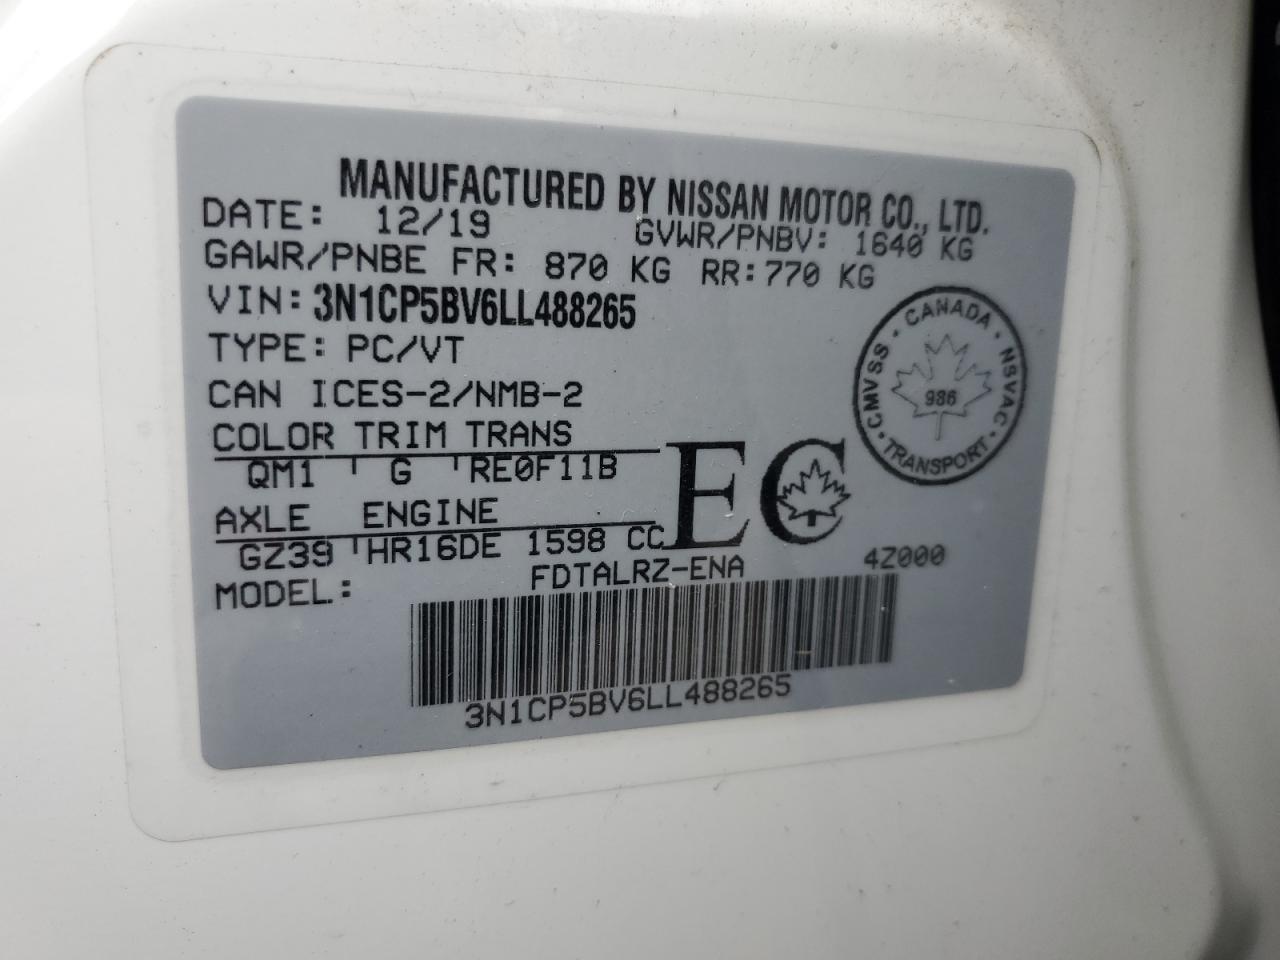 MANUFACTURED BY NISSAN MOTOR CO., LTD.
DATE: 12/19 GVWR/PNBV: 1640 KG
GAWR/PNBE FR: 870 KG RR: 770 KG
VIN: 3N1CP5BV6LL488265
TYPE: PC/VT
CAN ICES-2/NMB-2
COLOR TRIM TRANS
QM1 G RE0F11B
AXLE ENGINE
GZ39 HR16DE 1598 CC
MODEL: FDTALRZ-ENA 4Z000
3N1CP5BV6LL488265
EC
CANADA · NSVAC · TRANSPORT · CMVSS ·
986